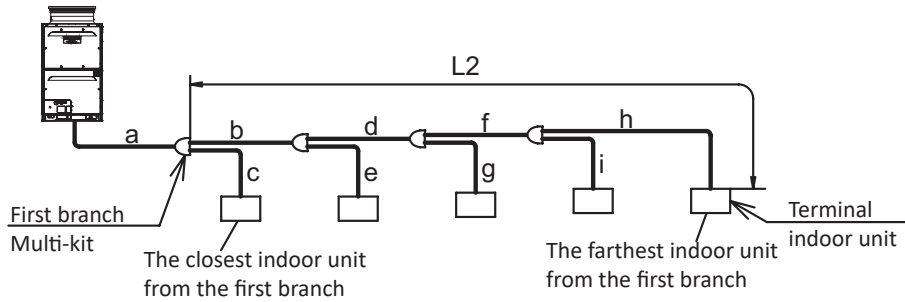 L2
a
b
d
f
h
c
e
g
i
First branch
Multi-kit
The closest indoor unit
from the first branch
The farthest indoor unit
from the first branch
Terminal
indoor unit